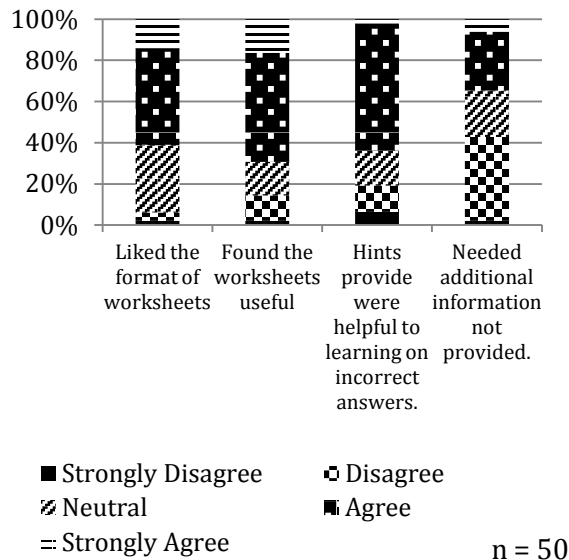 100%
80%
60%
40%
20%
0%
Liked the
format of
worksheets
Found the
worksheets
useful
Hints
provide
were
helpful to
learning on
incorrect
answers.
Needed
additional
information
not
provided.
Strongly Disagree
Disagree
Neutral
Agree
Strongly Agree
n = 50